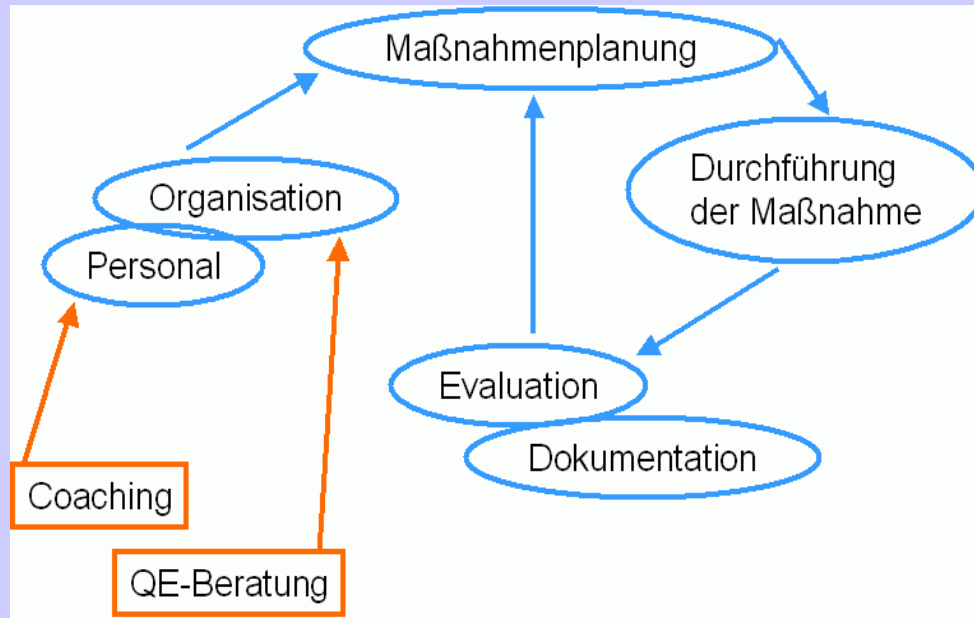 Maßnahmenplanung
Durchführung
der Maßnahme
Organisation
Personal
Evaluation
Dokumentation
Coaching
QE-Beratung